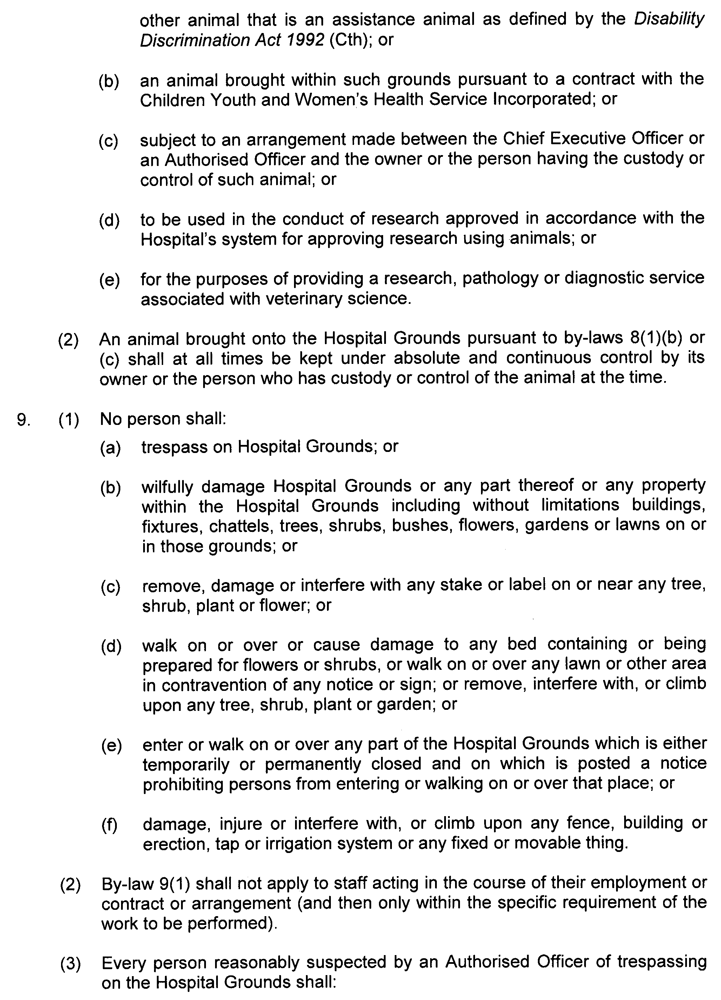 other animal that is an assistance animal as defined by the Disability
Discrimination Act 1992 (Cth); or
(b) an animal brought within such grounds pursuant to a contract with the
Children Youth and Women's Health Service Incorporated; or
(c) subject to an arrangement made between the Chief Executive Officer or
an Authorised Officer and the owner or the person having the custody or
control of such animal; or
(d) to be used in the conduct of research approved in accordance with the
Hospital's system for approving research using animals; or
(e) for the purposes of providing a research, pathology or diagnostic service
associated with veterinary science.
(2) An animal brought onto the Hospital Grounds pursuant to by-laws 8(1)(b) or
(c) shall at all times be kept under absolute and continuous control by its
owner or the person who has custody or control of the animal at the time.
9. (1) No person shall:
(a) trespass on Hospital Grounds; or
(b) wilfully damage Hospital Grounds or any part thereof or any property
within the Hospital Grounds including without limitations buildings,
fixtures, chattels, trees, shrubs, bushes, flowers, gardens or lawns on or
in those grounds; or
(c) remove, damage or interfere with any stake or label on or near any tree,
shrub, plant or flower; or
(d) walk on or over or cause damage to any bed containing or being
prepared for flowers or shrubs, or walk on or over any lawn or other area
in contravention of any notice or sign; or remove, interfere with, or climb
upon any tree, shrub, plant or garden; or
(e) enter or walk on or over any part of the Hospital Grounds which is either
temporarily or permanently closed and on which is posted a notice
prohibiting persons from entering or walking on or over that place; or
(f) damage, injure or interfere with, or climb upon any fence, building or
erection, tap or irrigation system or any fixed or movable thing.
(2) By-law 9(1) shall not apply to staff acting in the course of their employment or
contract or arrangement (and then only within the specific requirement of the
work to be performed).
(3) Every person reasonably suspected by an Authorised Officer of trespassing
on the Hospital Grounds shall: